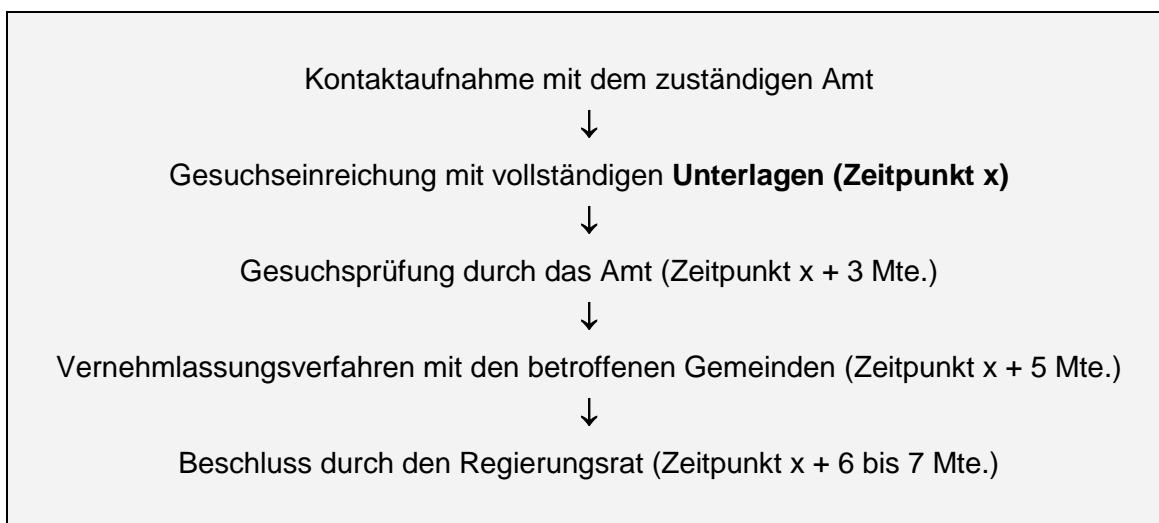 Kontaktaufnahme mit dem zuständigen Amt
↓
Gesuchseinreichung mit vollständigen Unterlagen (Zeitpunkt x)
↓
Gesuchsprüfung durch das Amt (Zeitpunkt x + 3 Mte.)
↓
Vernehmlassungsverfahren mit den betroffenen Gemeinden (Zeitpunkt x + 5 Mte.)
↓
Beschluss durch den Regierungsrat (Zeitpunkt x + 6 bis 7 Mte.)